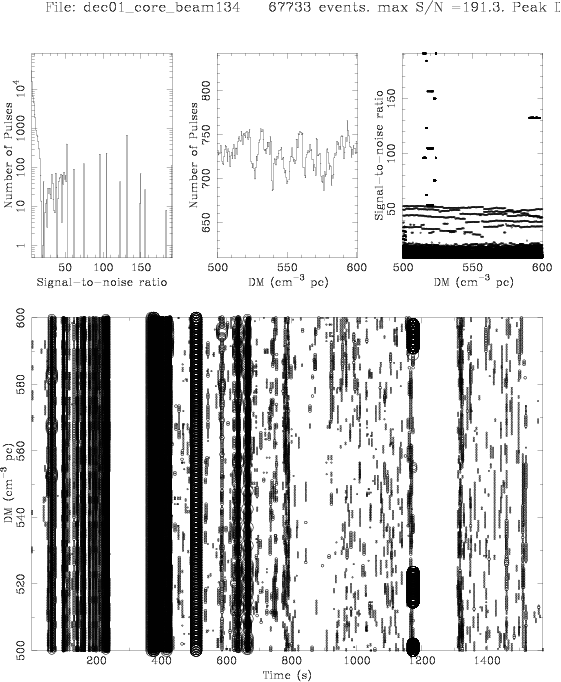 File: dec01_core_beam134 67733 events. max S/N =191.3. Peak D
Number of Pulses
10⁴
1000
100
10
1
50 100 150
Signal-to-noise ratio
Number of Pulses
800
750
700
650
500 550 600
DM (cm⁻³ pc)
Signal-to-noise ratio
150
100
50
500 550 600
DM (cm⁻³ pc)
DM (cm⁻³ pc)
600
580
560
540
520
500
200 400 600 800 1000 1200 1400
Time (s)